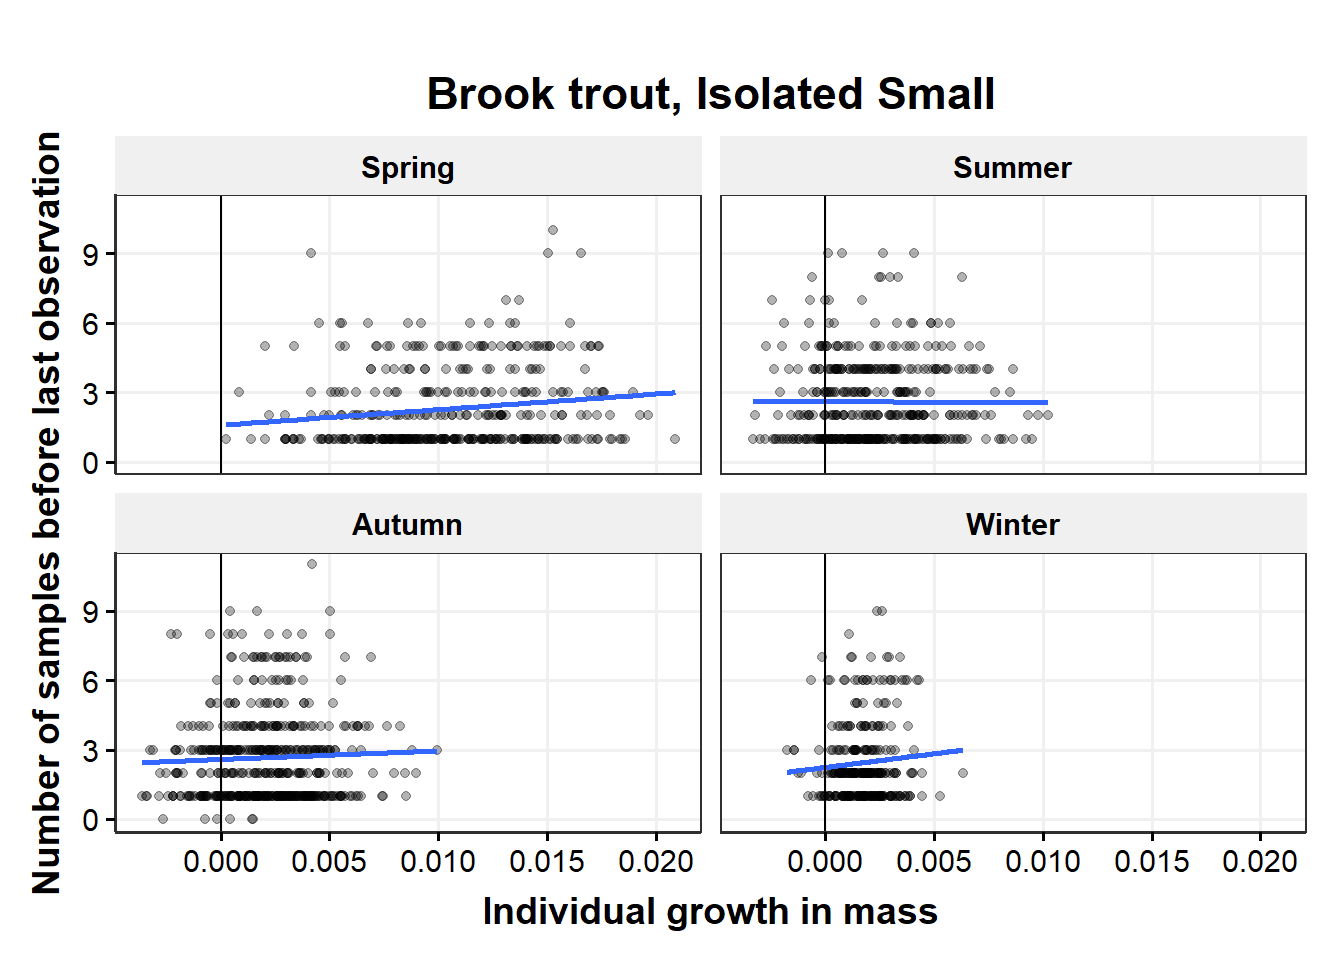 Brook trout, Isolated Small
Number of samples before last observation
Spring
Summer
9
6
3
0
Autumn
Winter
9
6
3
0
0.000 0.005 0.010 0.015 0.020
0.000 0.005 0.010 0.015 0.020
Individual growth in mass